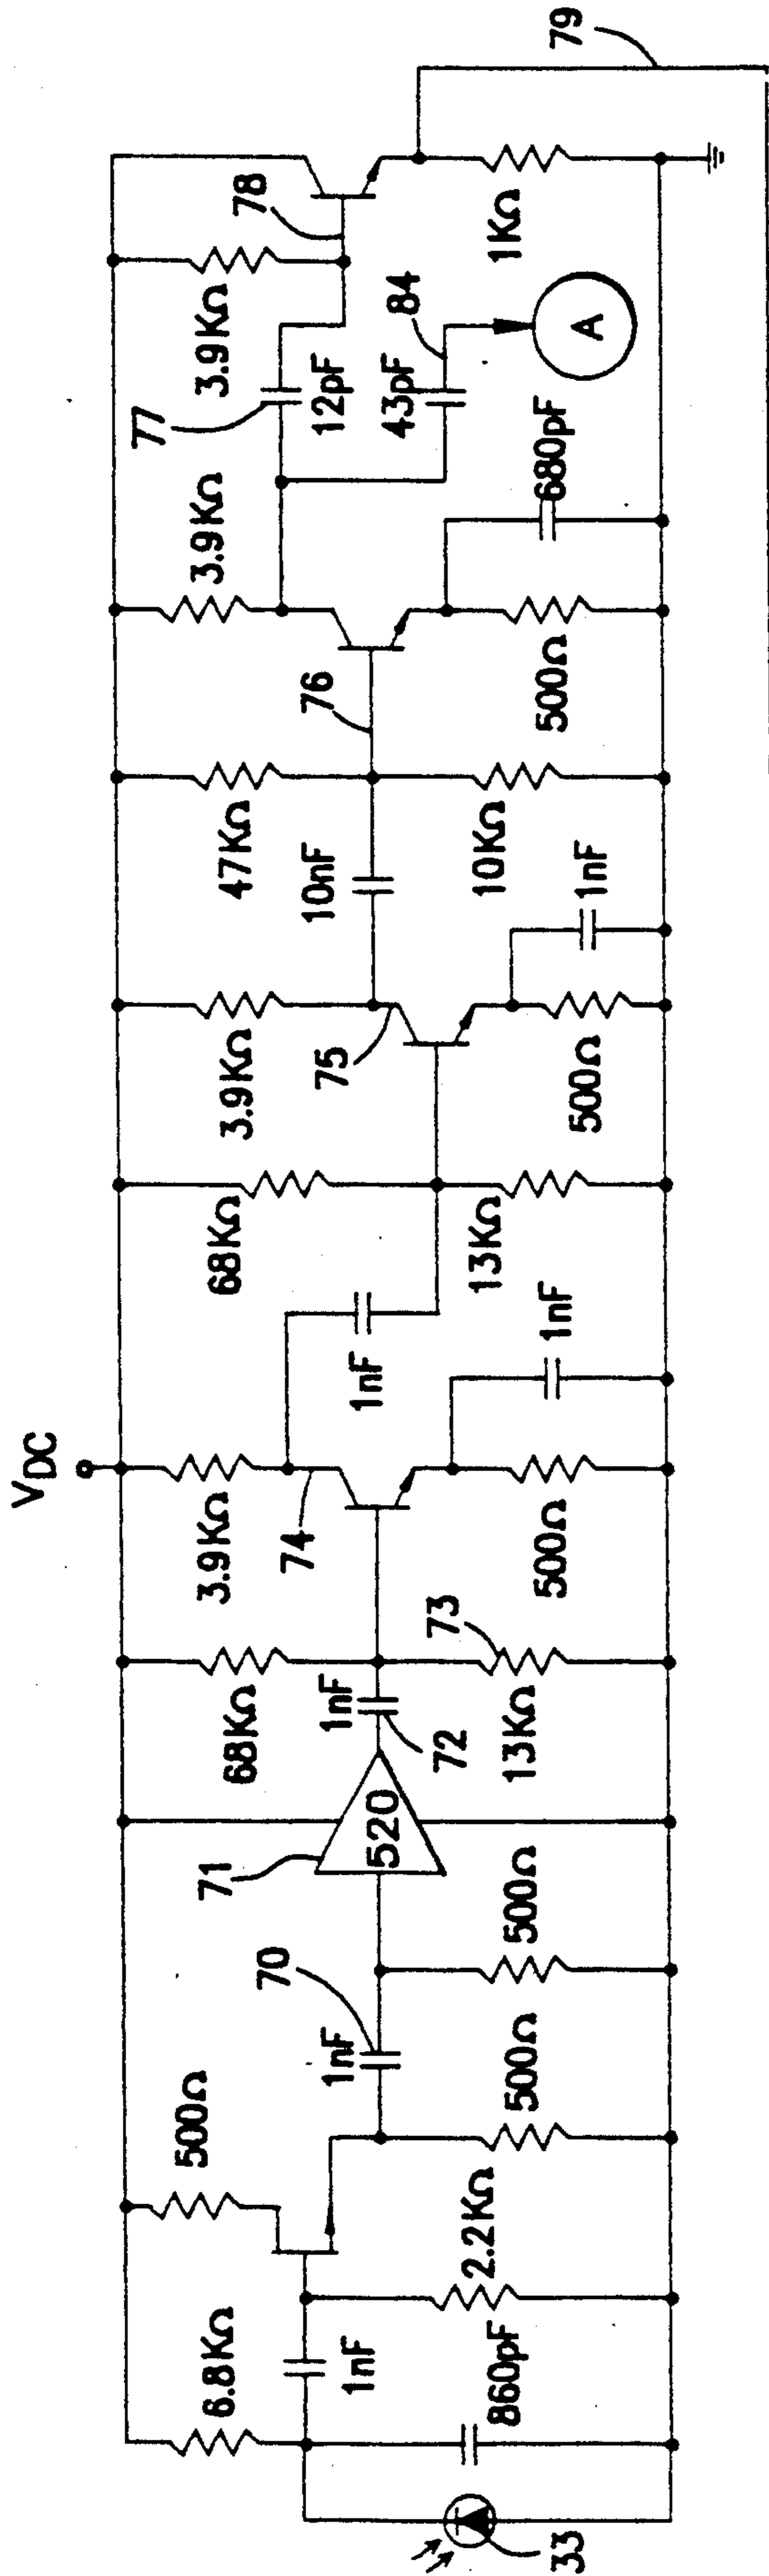 VDC
79
78
3.9KΩ
1KΩ
77
12pF
84
43pF
A
680pF
3.9KΩ
500Ω
76
47KΩ
10nF
10KΩ
1nF
3.9KΩ
75
500Ω
68KΩ
13KΩ
1nF
1nF
3.9KΩ
74
500Ω
68KΩ
1nF
73
72
13KΩ
71
520
500Ω
70
1nF
500Ω
500Ω
2.2KΩ
6.8KΩ
1nF
860pF
33